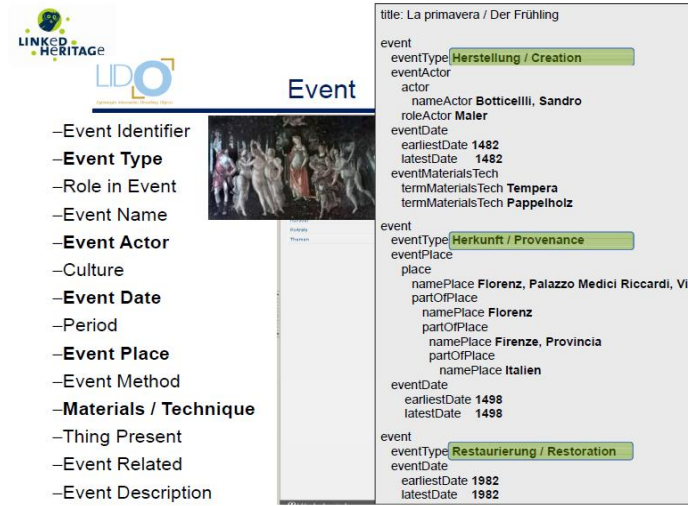 LINKED
HERITAGE
LIDO
Event
–Event Identifier
–Event Type
–Role in Event
–Event Name
–Event Actor
–Culture
–Event Date
–Period
–Event Place
–Event Method
–Materials / Technique
–Thing Present
–Event Related
–Event Description
Themen
title: La primavera / Der Frühling
event
eventType Herstellung / Creation
eventActor
actor
nameActor Botticellli, Sandro
roleActor Maler
eventDate
earliestDate 1482
latestDate 1482
eventMaterialsTech
termMaterialsTech Tempera
termMaterialsTech Pappelholz
event
eventType Herkunft / Provenance
eventPlace
place
namePlace Florenz, Palazzo Medici Riccardi, Vi
partOfPlace
namePlace Florenz
partOfPlace
namePlace Firenze, Provincia
partOfPlace
namePlace Italien
eventDate
earliestDate 1498
latestDate 1498
event
eventType Restaurierung / Restoration
eventDate
earliestDate 1982
latestDate 1982